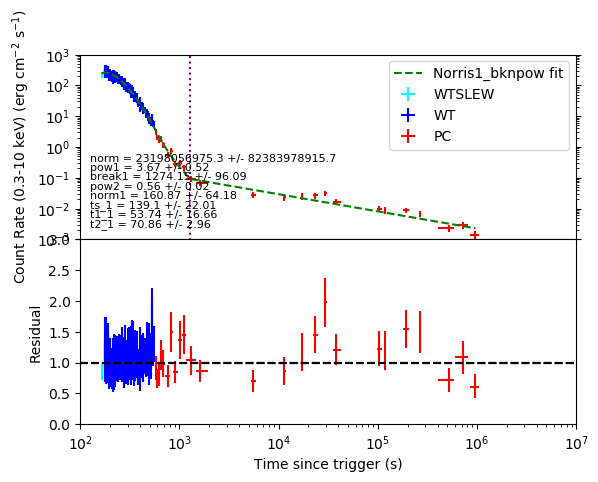 Count Rate (0.3-10 keV) (erg cm⁻² s⁻¹)
10³
10²
10¹
10⁰
10⁻¹
10⁻²
10⁻³
Norris1_bknpow fit
WTSLEW
WT
PC
norm = 23198056975.3 +/- 82383978915.7
pow1 = 3.67 +/- 0.52
+/- 96.09
pow2 = 0.56 +/- 0.02
norm1 = 160.87 +/- 64.18
ts_1 = 139.1 +/- 22.01
t1_1 = 53.74 +/- 16.66
t2_1 = 70.86 +/- 2.96
Residual
3.0
2.5
2.0
1.5
1.0
0.5
0.0
10² 10³ 10⁴ 10⁵ 10⁶ 10⁷
Time since trigger (s)